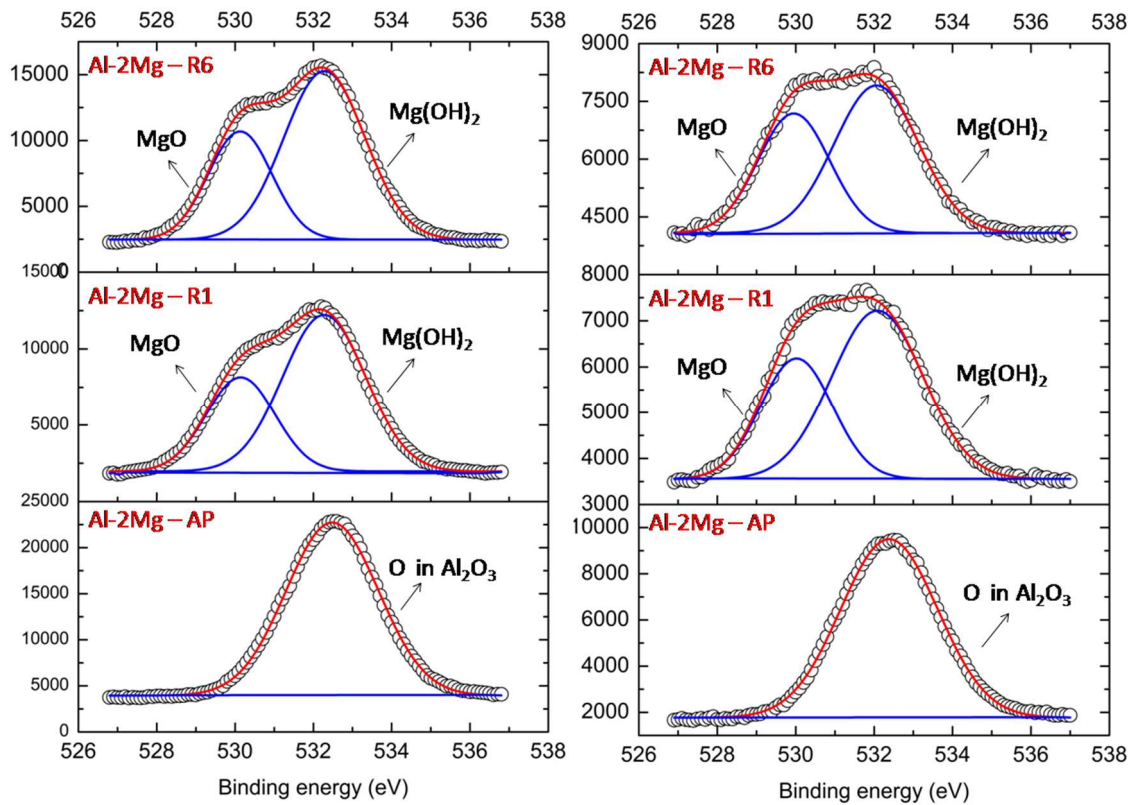 526 528 530 532 534 536 538
Al-2Mg – R6
MgO
Mg(OH)₂
15000
10000
5000
0
Al-2Mg – R1
MgO
Mg(OH)₂
15000
10000
5000
Al-2Mg – AP
O in Al₂O₃
25000
20000
15000
10000
5000
0
526 528 530 532 534 536 538
Binding energy (eV)
526 528 530 532 534 536 538
Al-2Mg – R6
MgO
Mg(OH)₂
9000
7500
6000
4500
Al-2Mg – R1
MgO
Mg(OH)₂
8000
7000
6000
5000
4000
3000
Al-2Mg – AP
O in Al₂O₃
10000
8000
6000
4000
2000
526 528 530 532 534 536 538
Binding energy (eV)